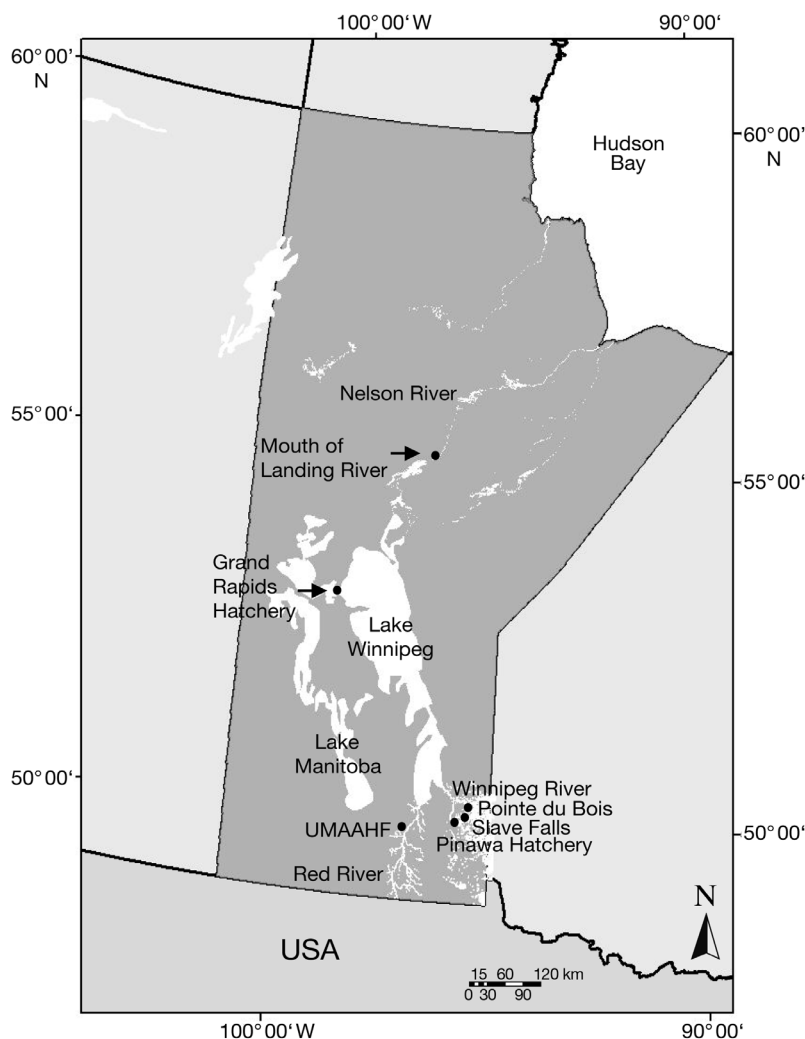 100°00'W
90°00'
60°00'
N
60°00'
N
Hudson
Bay
Nelson River
55°00'
Mouth of
Landing River
55°00'
Grand
Rapids
Hatchery
Lake
Winnipeg
Lake
Manitoba
50°00'
Winnipeg River
Pointe du Bois
UMAAHF
Slave Falls
50°00'
Pinawa Hatchery
Red River
N
USA
15 60 120 km
0 30 90
100°00'W
90°00'